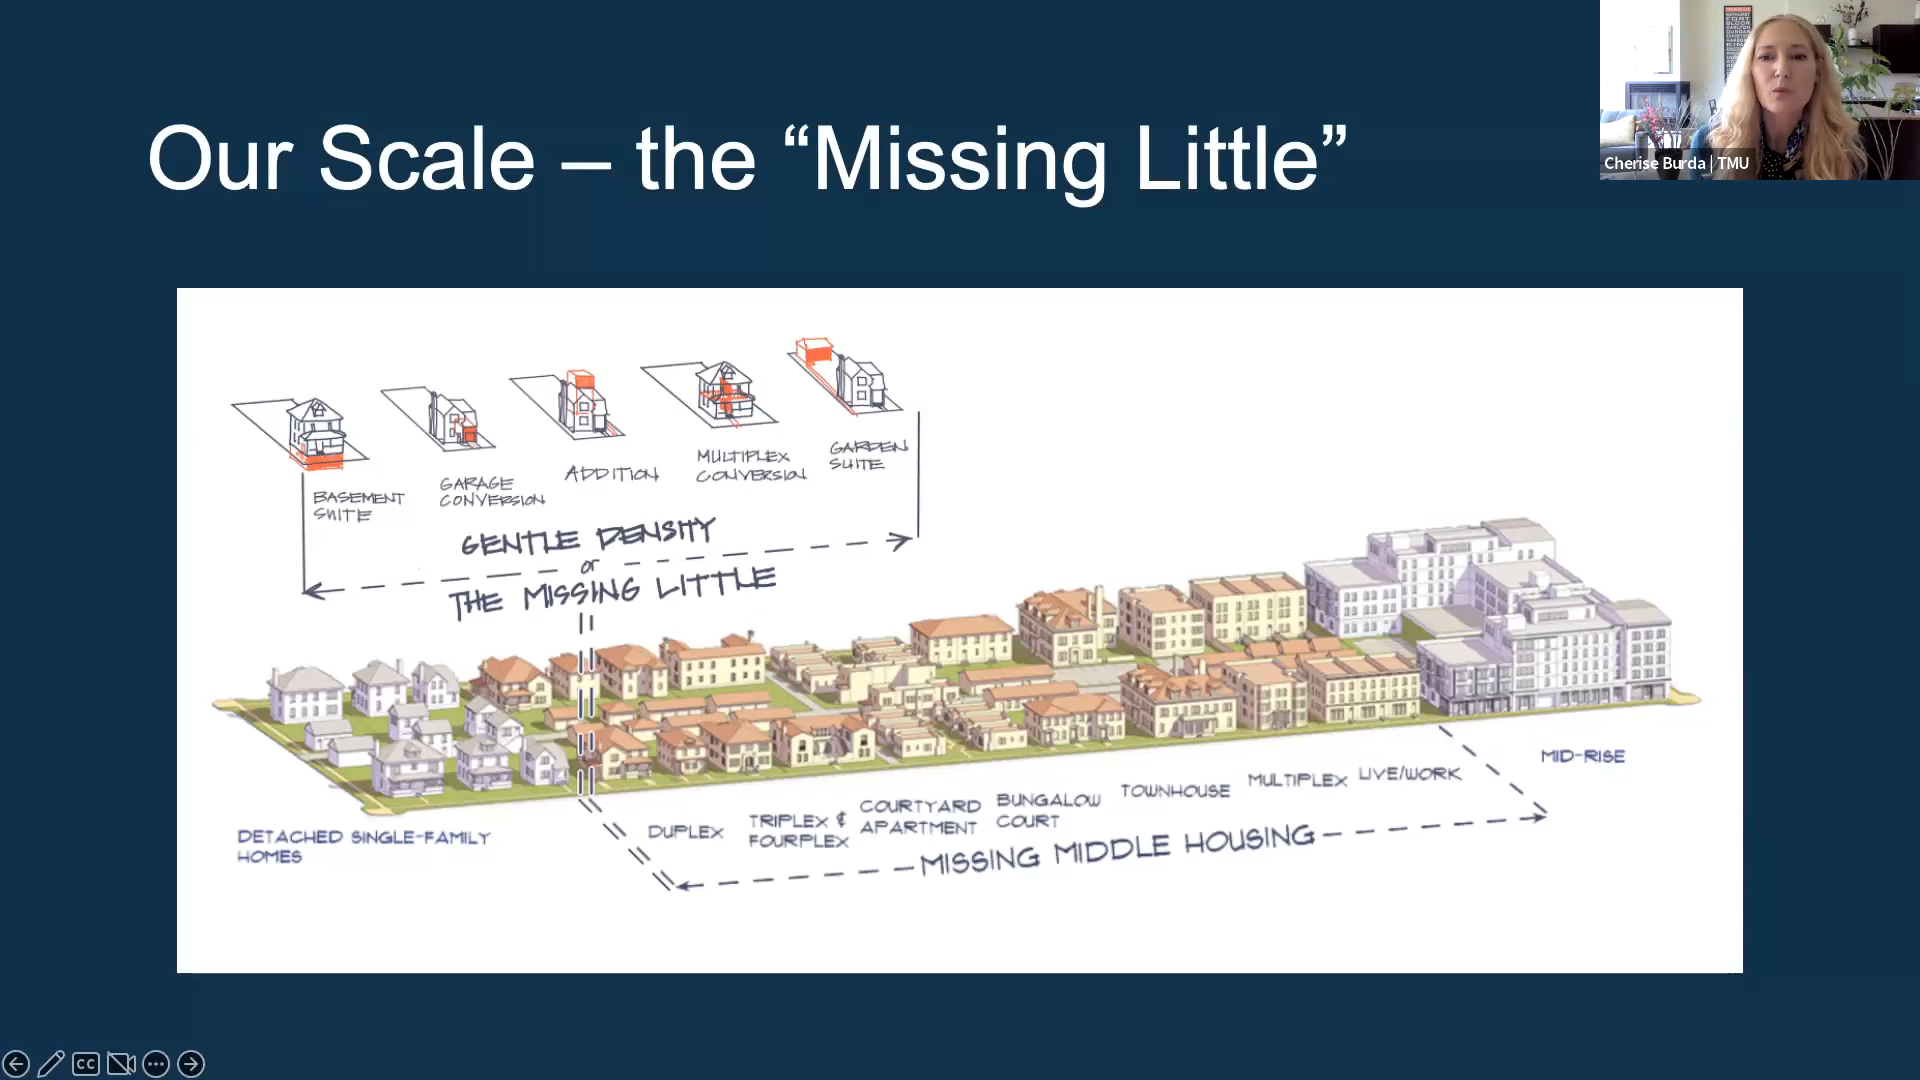 Our Scale – the “Missing Little”
Cherise Burda | TMU
BASEMENT
SUITE
GARAGE
CONVERSION
ADDITION
MULTIPLEX
CONVERSION
GARDEN
SUITE
GENTLE DENSITY
or
THE MISSING LITTLE
DETACHED SINGLE-FAMILY
HOMES
DUPLEX
TRIPLEX &
FOURPLEX
COURTYARD
APARTMENT
BUNGALOW
COURT
TOWNHOUSE
MULTIPLEX
LIVE/WORK
MID-RISE
MISSING MIDDLE HOUSING
CC